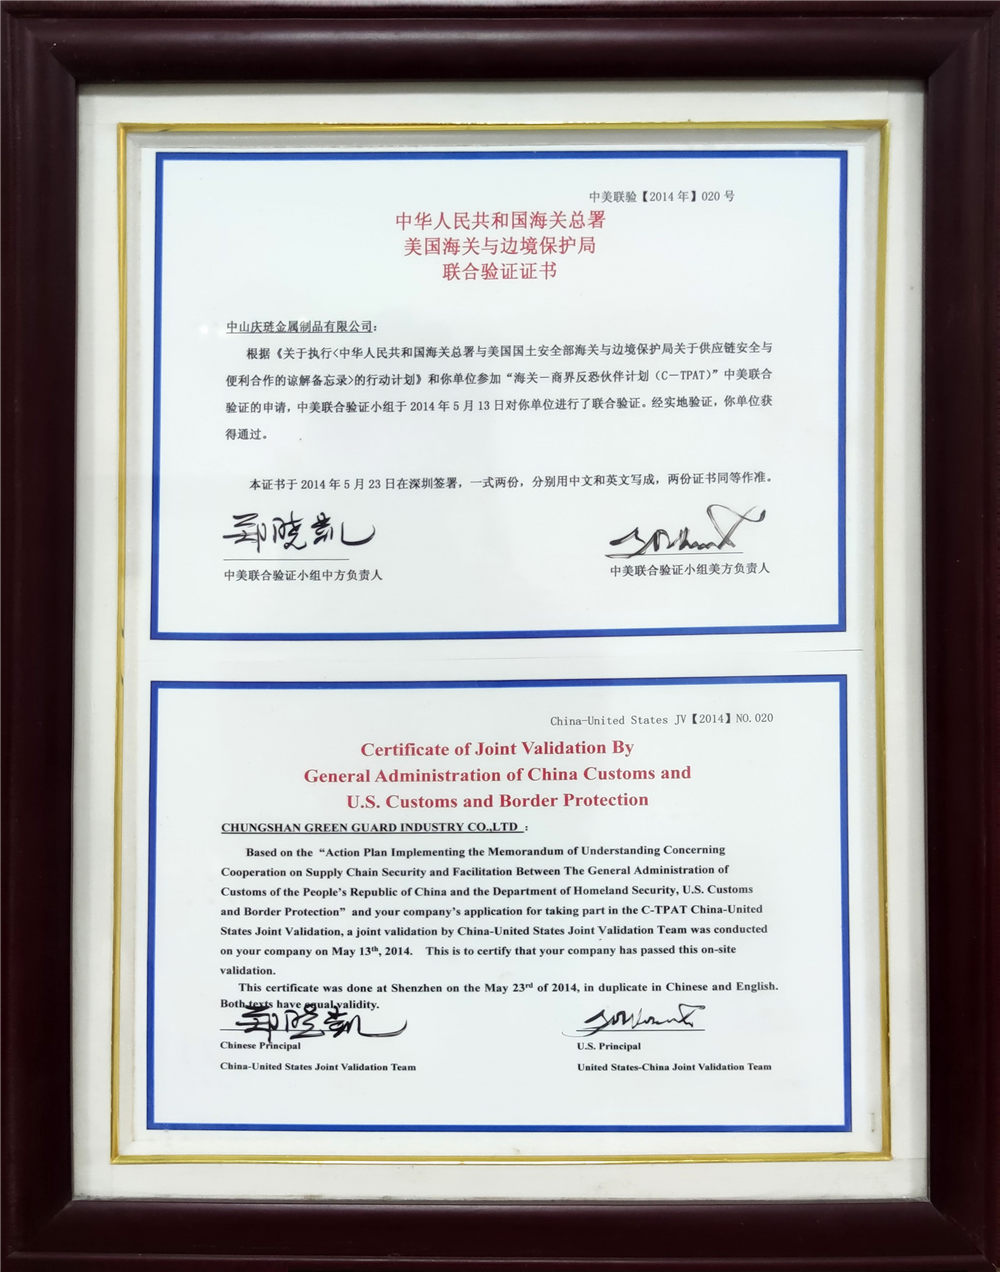 中美联验【2014 年】020 号
中华人民共和国海关总署
美国海关与边境保护局
联合验证证书
中山庆琏金属制品有限公司：
根据《关于执行<中华人民共和国海关总署与美国国土安全部海关与边境保护局关于供应链安全与
便利合作的谅解备忘录>的行动计划》和你单位参加“海关－商界反恐伙伴计划（C－TPAT）”中美联合
验证的申请，中美联合验证小组于 2014 年 5 月 13 日对你单位进行了联合验证。经实地验证，你单位获
得通过。
本证书于 2014 年 5 月 23 日在深圳签署，一式两份，分别用中文和英文写成，两份证书同等作准。
郑晓凯
中美联合验证小组中方负责人
中美联合验证小组美方负责人
China-United States JV【2014】NO.020
Certificate of Joint Validation By
General Administration of China Customs and
U.S. Customs and Border Protection
CHUNGSHAN GREEN GUARD INDUSTRY CO.,LTD :
Based on the “Action Plan Implementing the Memorandum of Understanding Concerning
Cooperation on Supply Chain Security and Facilitation Between The General Administration of
Customs of the People’s Republic of China and the Department of Homeland Security, U.S. Customs
and Border Protection” and your company’s application for taking part in the C-TPAT China-United
States Joint Validation, a joint validation by China-United States Joint Validation Team was conducted
on your company on May 13th, 2014. This is to certify that your company has passed this on-site
validation.
This certificate was done at Shenzhen on the May 23rd of 2014, in duplicate in Chinese and English.
Both texts have equal validity.
郑晓凯
Chinese Principal
U.S. Principal
China-United States Joint Validation Team
United States-China Joint Validation Team